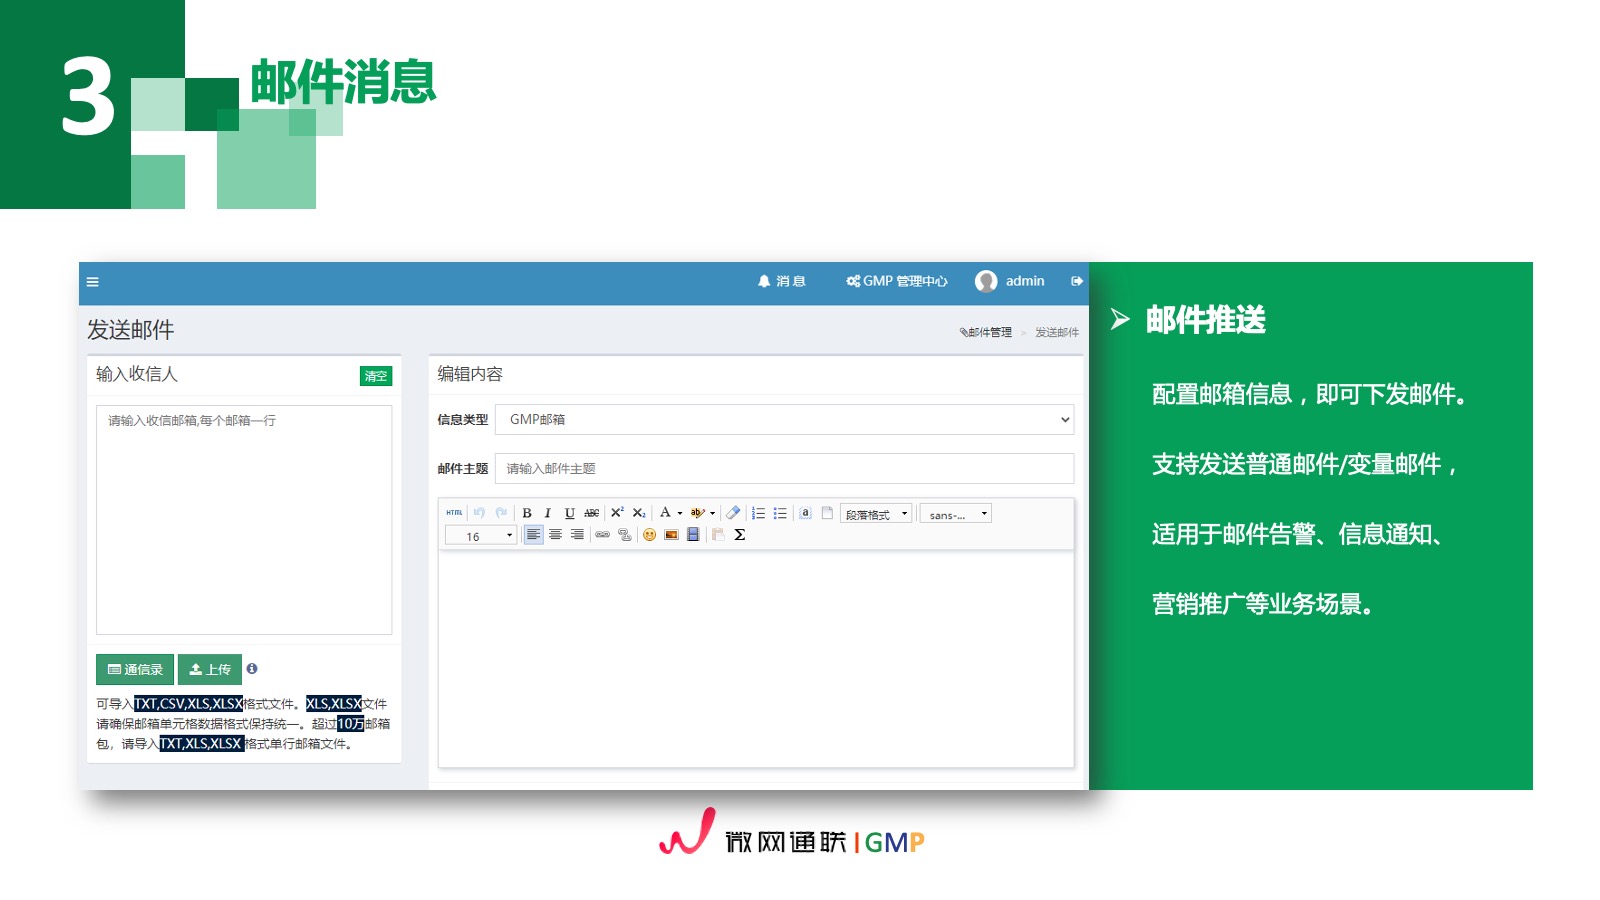 3
邮件消息
消息
GMP 管理中心
admin
发送邮件
邮件管理 > 发送邮件
输入收信人
清空
请输入收信邮箱,每个邮箱一行
通信录
上传
可导入TXT,CSV,XLS,XLSX格式文件。XLS,XLSX文件
请确保邮箱单元格数据格式保持统一。超过10万邮箱
包，请导入TXT,XLS,XLSX 格式单行邮箱文件。
编辑内容
信息类型 GMP邮箱
邮件主题 请输入邮件主题
HTML B I U ABC X² X₂ A ab a 段落格式 sans-...
16 Σ
邮件推送
配置邮箱信息，即可下发邮件。
支持发送普通邮件/变量邮件，
适用于邮件告警、信息通知、
营销推广等业务场景。
微网通联|GMP